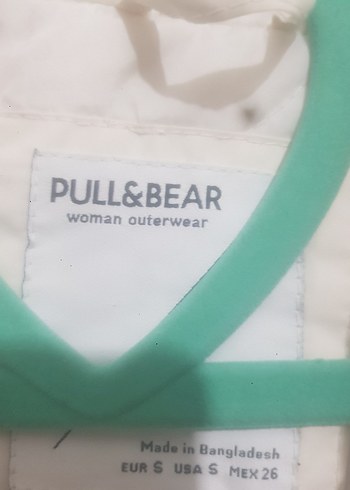 PULL&BEAR
woman outerwear
Made in Bangladesh
EUR S USA S MEX 26